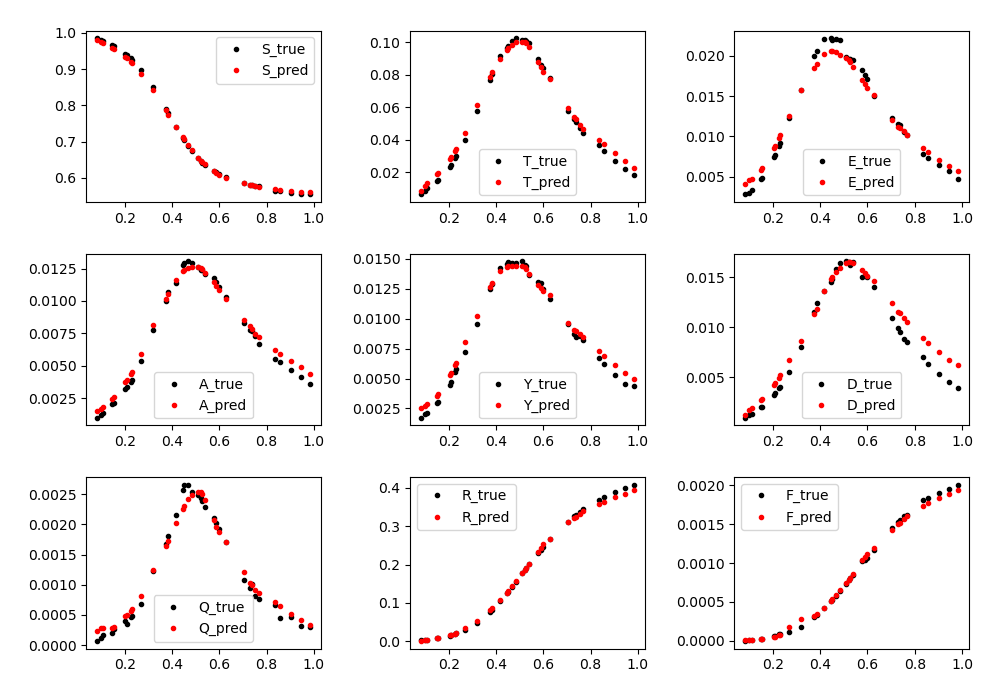 1.0
0.9
0.8
0.7
0.6
0.2 0.4 0.6 0.8 1.0
S_true
S_pred
0.10
0.08
0.06
0.04
0.02
0.2 0.4 0.6 0.8 1.0
T_true
T_pred
0.020
0.015
0.010
0.005
0.2 0.4 0.6 0.8 1.0
E_true
E_pred
0.0125
0.0100
0.0075
0.0050
0.0025
0.2 0.4 0.6 0.8 1.0
A_true
A_pred
0.0150
0.0125
0.0100
0.0075
0.0050
0.0025
0.2 0.4 0.6 0.8 1.0
Y_true
Y_pred
0.015
0.010
0.005
0.2 0.4 0.6 0.8 1.0
D_true
D_pred
0.0025
0.0020
0.0015
0.0010
0.0005
0.0000
0.2 0.4 0.6 0.8 1.0
Q_true
Q_pred
0.4
0.3
0.2
0.1
0.0
0.2 0.4 0.6 0.8 1.0
R_true
R_pred
0.0020
0.0015
0.0010
0.0005
0.0000
0.2 0.4 0.6 0.8 1.0
F_true
F_pred